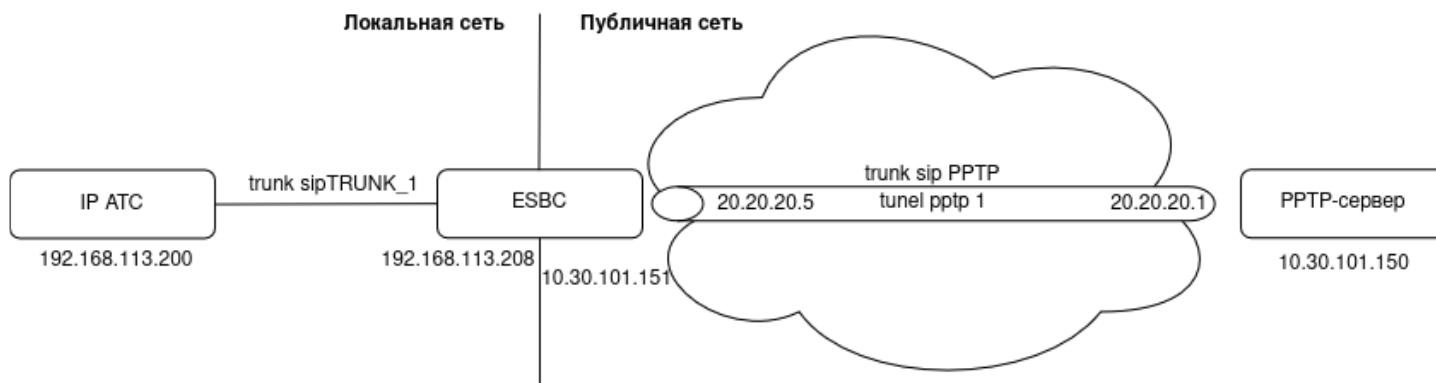 Локальная сеть
Публичная сеть
IP АТС
trunk sipTRUNK_1
ESBC
trunk sip PPTP
20.20.20.5
tunel pptp 1
20.20.20.1
PPTP-сервер
192.168.113.200
192.168.113.208
10.30.101.151
10.30.101.150